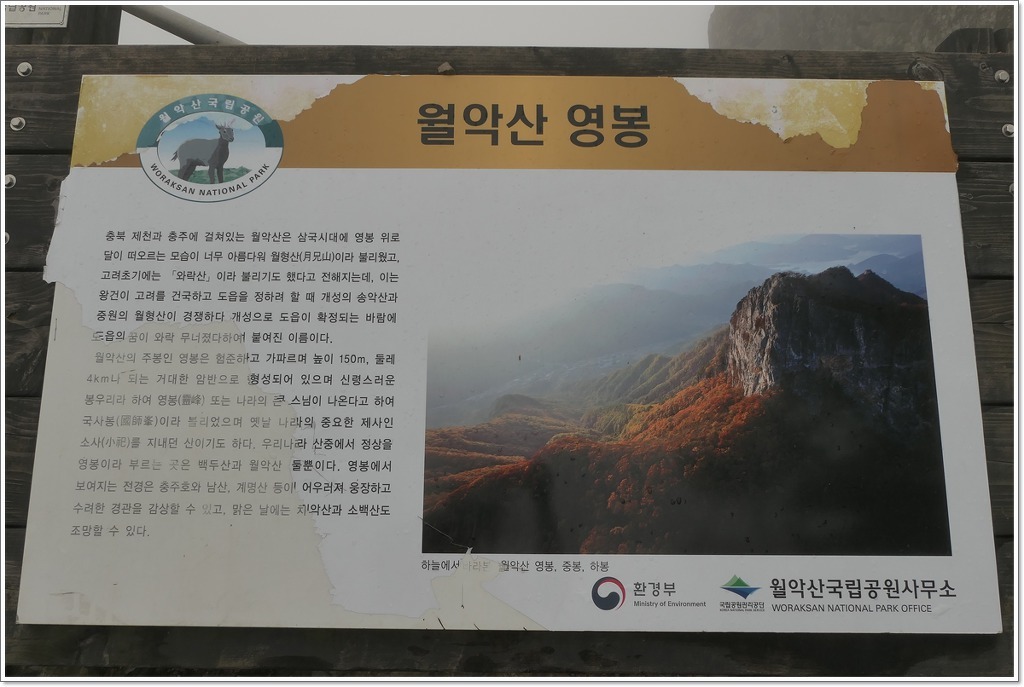 월악산국립공원
WORAKSAN NATIONAL PARK
월악산 영봉
충북 제천과 충주에 걸쳐있는 월악산은 삼국시대에 영봉 위로
달이 떠오르는 모습이 너무 아름다워 월형산(月兄山)이라 불리웠고,
고려초기에는 「와락산」이라 불리기도 했다고 전해지는데, 이는
왕건이 고려를 건국하고 도읍을 정하려 할 때 개성의 송악산과
중원의 월형산이 경쟁하다 개성으로 도읍이 확정되는 바람에
도읍의 꿈이 와락 무너졌다하여 붙여진 이름이다.
월악산의 주봉인 영봉은 험준하고 가파르며 높이 150m, 둘레
4km나 되는 거대한 암반으로 형성되어 있으며 신령스러운
봉우리라 하여 영봉(靈峰) 또는 나라의 큰 스님이 나온다고 하여
국사봉(國師峯)이라 불리었으며 옛날 나라의 중요한 제사인
소사(小祀)를 지내던 산이기도 하다. 우리나라 산중에서 정상을
영봉이라 부르는 곳은 백두산과 월악산 둘뿐이다. 영봉에서
보여지는 전경은 충주호와 남산, 계명산 등이 어우러져 웅장하고
수려한 경관을 감상할 수 있고, 맑은 날에는 치악산과 소백산도
조망할 수 있다.
하늘에서 바라본 월악산 영봉, 중봉, 하봉
환경부
Ministry of Environment
국립공원관리공단
월악산국립공원사무소
WORAKSAN NATIONAL PARK OFFICE